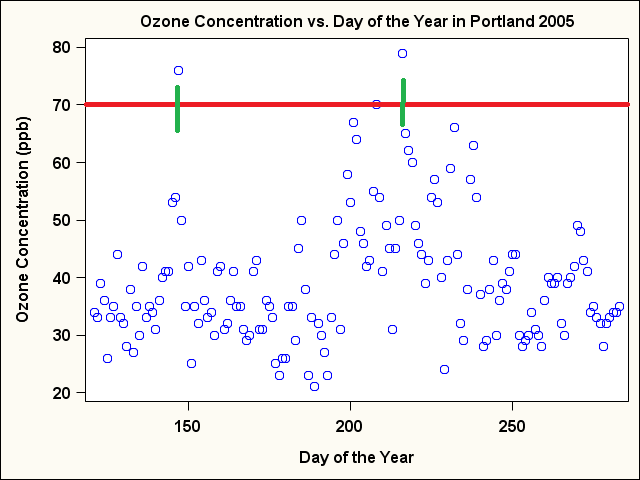 Ozone Concentration vs. Day of the Year in Portland 2005
80
70
60
50
40
30
20
Ozone Concentration (ppb)
150 200 250
Day of the Year